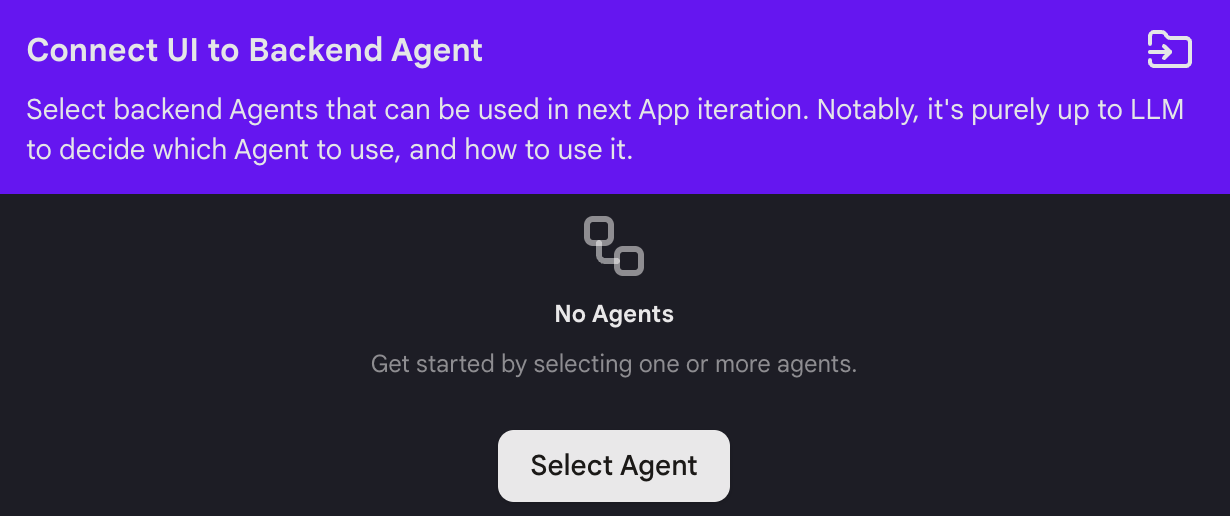 Connect UI to Backend Agent
Select backend Agents that can be used in next App iteration. Notably, it's purely up to LLM
to decide which Agent to use, and how to use it.
No Agents
Get started by selecting one or more agents.
Select Agent